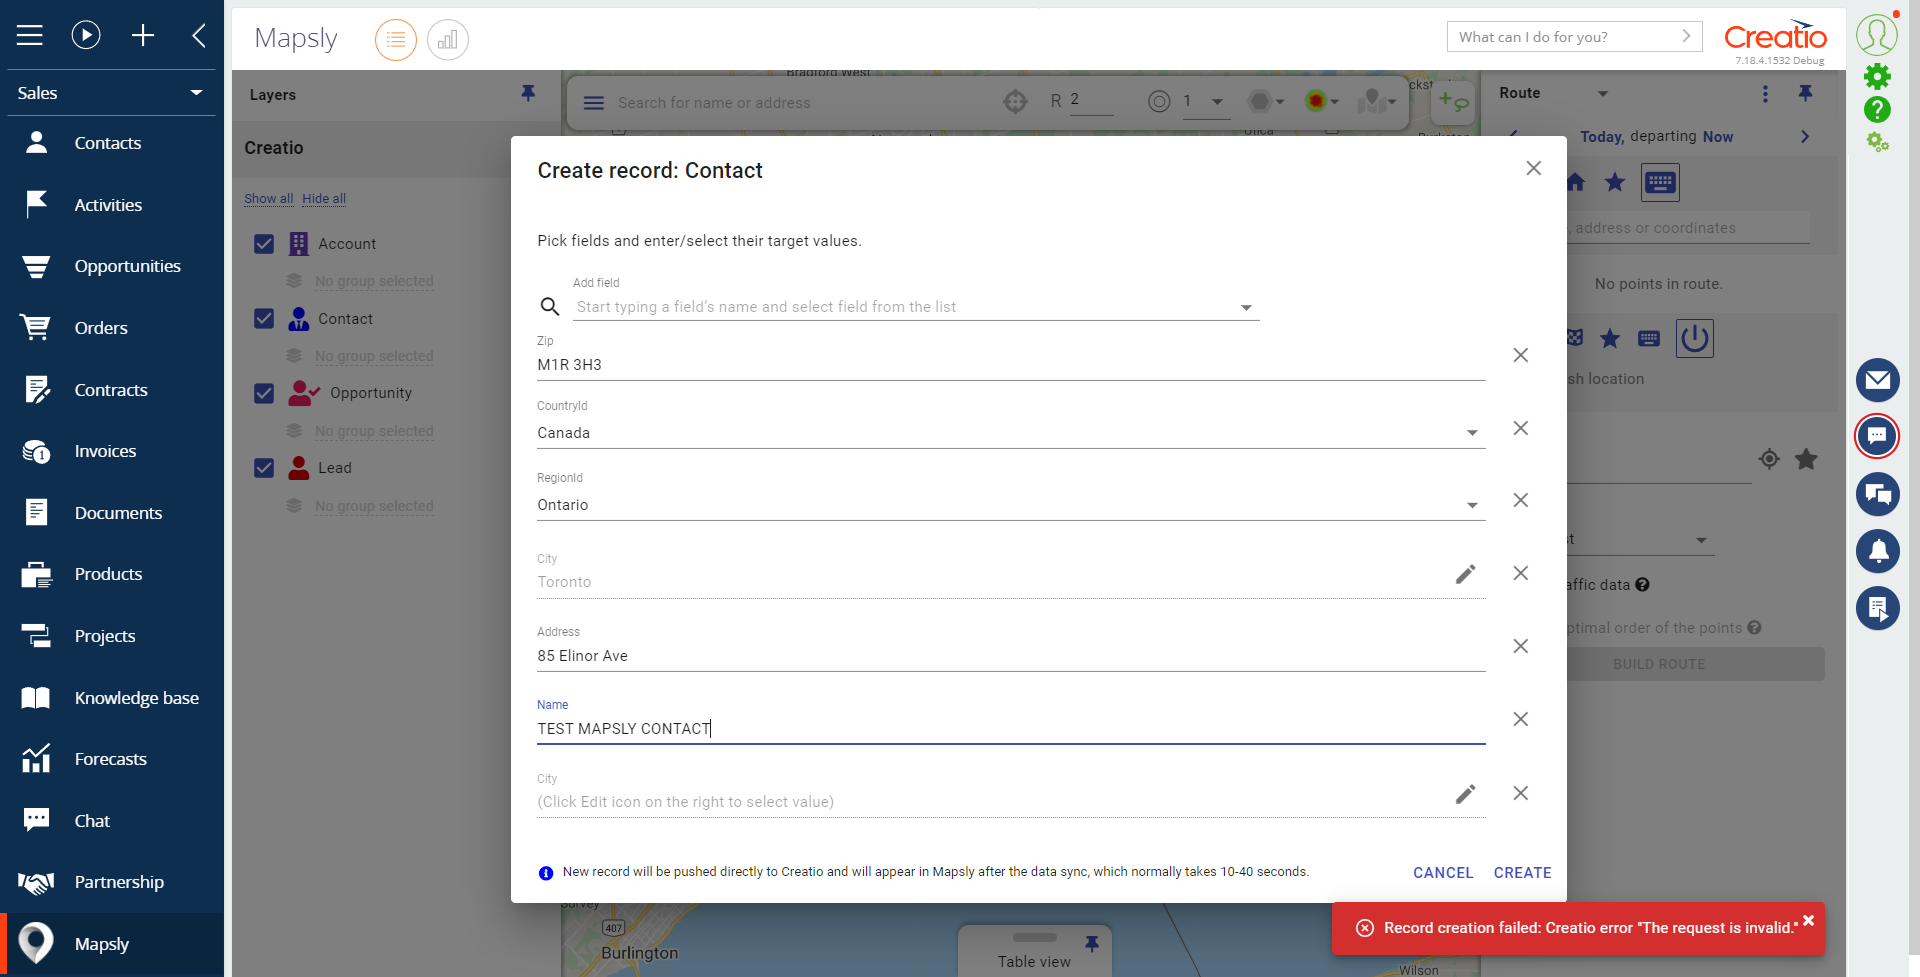 Mapsly
What can I do for you?
Creatio
7.18.4.1532 Debug
Sales
Contacts
Activities
Opportunities
Orders
Contracts
1
Invoices
Documents
Products
Projects
Knowledge base
Forecasts
Chat
Partnership
Mapsly
Layers
Creatio
Show all Hide all
Account
No group selected
Contact
No group selected
Opportunity
No group selected
Lead
No group selected
Bradford West
Search for name or address
R 2
1
Utica
Route
Today, departing Now
, address or coordinates
No points in route.
sh location
st
affic data
ptimal order of the points
BUILD ROUTE
Create record: Contact
Pick fields and enter/select their target values.
Add field
Start typing a field's name and select field from the list
Zip
M1R 3H3
CountryId
Canada
RegionId
Ontario
City
Toronto
Address
85 Elinor Ave
Name
TEST MAPSLY CONTACT
City
(Click Edit icon on the right to select value)
New record will be pushed directly to Creatio and will appear in Mapsly after the data sync, which normally takes 10-40 seconds.
CANCEL CREATE
Record creation failed: Creatio error "The request is invalid."
407
Burlington
Table view
Wilson